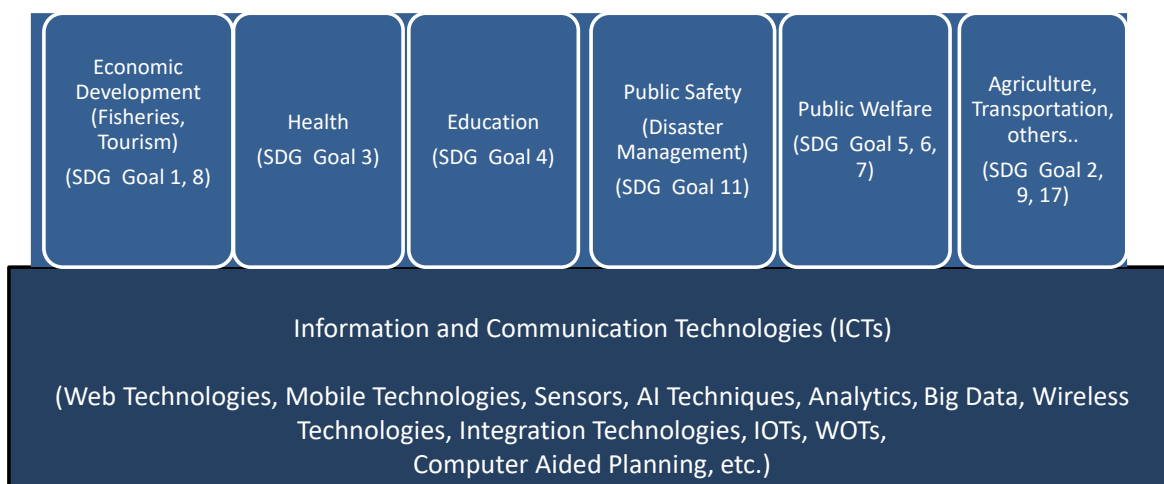 Economic
Development
(Fisheries,
Tourism)
(SDG Goal 1, 8)
Health
(SDG Goal 3)
Education
(SDG Goal 4)
Public Safety
(Disaster
Management)
(SDG Goal 11)
Public Welfare
(SDG Goal 5, 6,
7)
Agriculture,
Transportation,
others..
(SDG Goal 2,
9, 17)
Information and Communication Technologies (ICTs)
(Web Technologies, Mobile Technologies, Sensors, AI Techniques, Analytics, Big Data, Wireless
Technologies, Integration Technologies, IOTs, WOTs,
Computer Aided Planning, etc.)